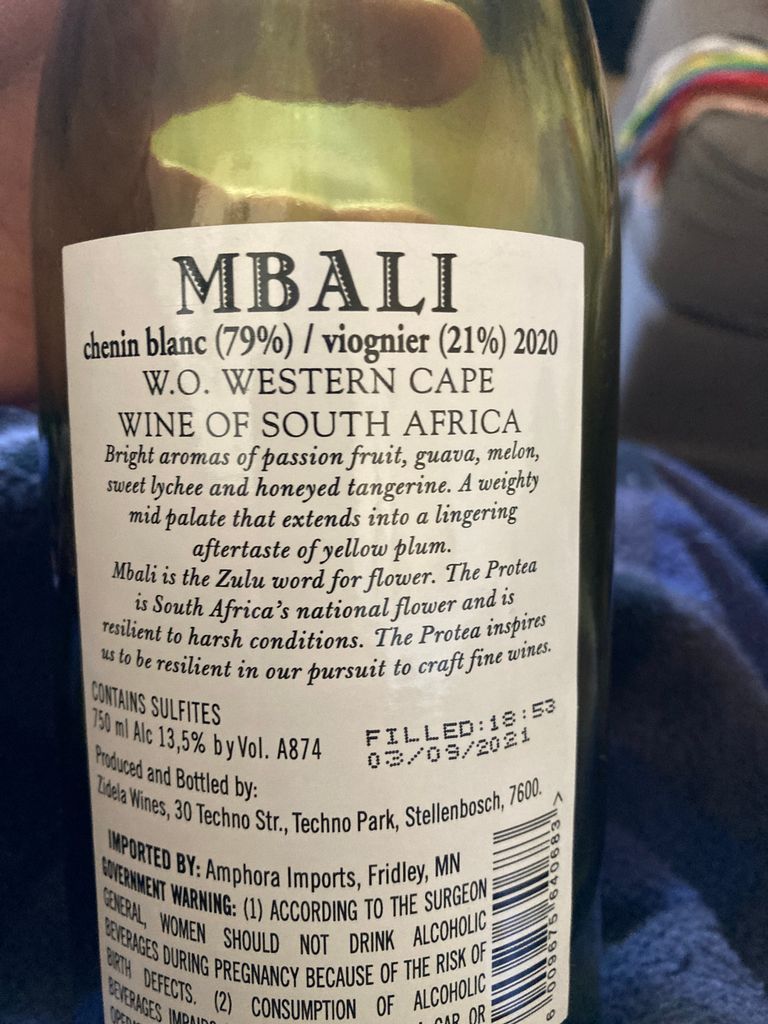 MBALI
chenin blanc (79%) / viognier (21%) 2020
W.O. WESTERN CAPE
WINE OF SOUTH AFRICA
Bright aromas of passion fruit, guava, melon,
sweet lychee and honeyed tangerine. A weighty
mid palate that extends into a lingering
aftertaste of yellow plum.
Mbali is the Zulu word for flower. The Protea
is South Africa's national flower and is
resilient to harsh conditions. The Protea inspires
us to be resilient in our pursuit to craft fine wines.
CONTAINS SULFITES
750 ml Alc 13,5% by Vol. A874
FILLED:18:53
03/09/2021
Produced and Bottled by:
Zidela Wines, 30 Techno Str., Techno Park, Stellenbosch, 7600.
IMPORTED BY: Amphora Imports, Fridley, MN
GOVERNMENT WARNING: (1) ACCORDING TO THE SURGEON
GENERAL, WOMEN SHOULD NOT DRINK ALCOHOLIC
BEVERAGES DURING PREGNANCY BECAUSE OF THE RISK OF
BIRTH DEFECTS. (2) CONSUMPTION OF ALCOHOLIC
BEVERAGES CAR OR
6 009675 640683 >